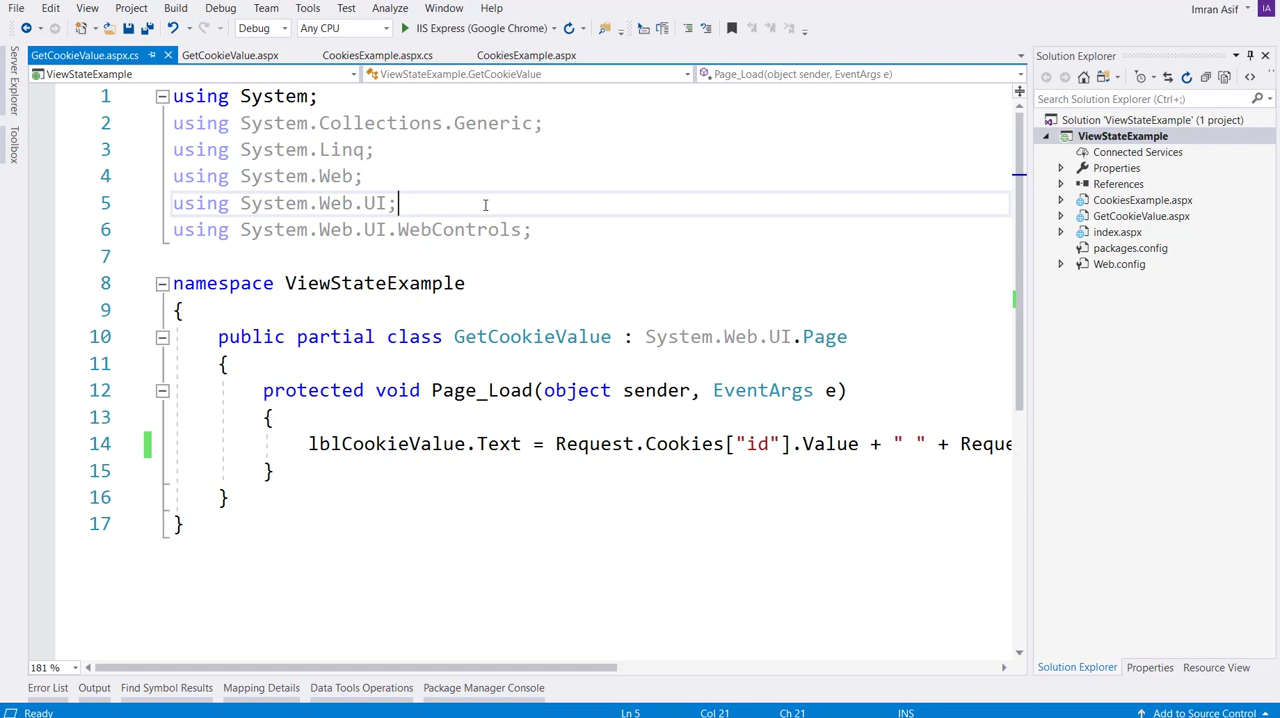 File Edit View Project Build Debug Team Tools Test Analyze Window Help
Imran Asif IA
Debug Any CPU IIS Express (Google Chrome)
GetCookieValue.aspx.cs GetCookieValue.aspx CookiesExample.aspx.cs CookiesExample.aspx
ViewStateExample ViewStateExample.GetCookieValue Page_Load(object sender, EventArgs e)
Server Explorer
Toolbox
1 using System;
2 using System.Collections.Generic;
3 using System.Linq;
4 using System.Web;
5 using System.Web.UI;
6 using System.Web.UI.WebControls;
7
8 namespace ViewStateExample
9 {
10 public partial class GetCookieValue : System.Web.UI.Page
11 {
12 protected void Page_Load(object sender, EventArgs e)
13 {
14 lblCookieValue.Text = Request.Cookies["id"].Value + " " + Reque
15 }
16 }
17 }
181 %
Solution Explorer
Search Solution Explorer (Ctrl+;)
Solution 'ViewStateExample' (1 project)
ViewStateExample
Connected Services
Properties
References
CookiesExample.aspx
GetCookieValue.aspx
index.aspx
packages.config
Web.config
Solution Explorer Properties Resource View
Error List Output Find Symbol Results Mapping Details Data Tools Operations Package Manager Console
Ready Ln 5 Col 21 Ch 21 INS Add to Source Control